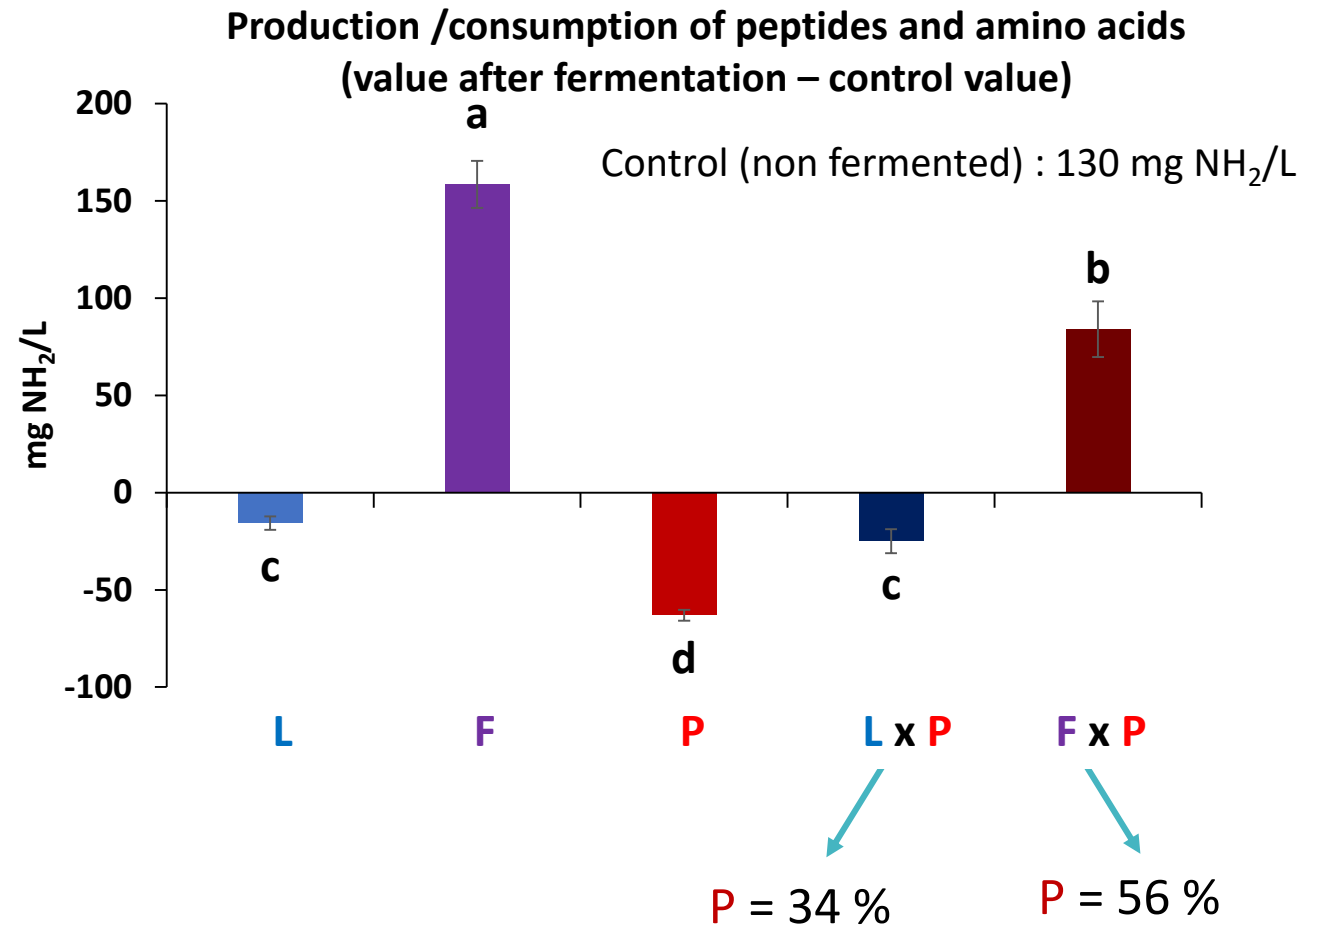 Production /consumption of peptides and amino acids
(value after fermentation – control value)
Control (non fermented) : 130 mg NH₂/L
mg NH₂/L
200
150
100
50
0
-50
-100
a
b
c
d
c
L
F
P
L x P
F x P
P = 34 %
P = 56 %